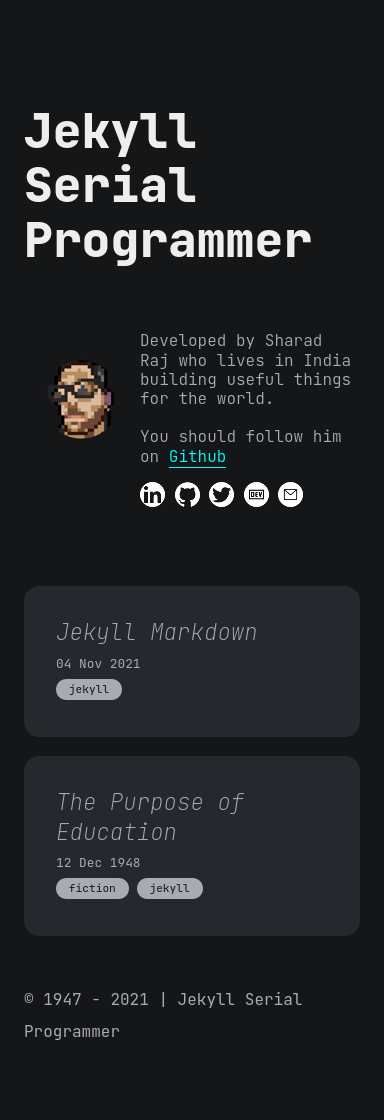 Jekyll
Serial
Programmer
Developed by Sharad
Raj who lives in India
building useful things
for the world.
You should follow him
on Github
in
DEV
Jekyll Markdown
04 Nov 2021
jekyll
The Purpose of
Education
12 Dec 1948
fiction jekyll
© 1947 - 2021 | Jekyll Serial
Programmer